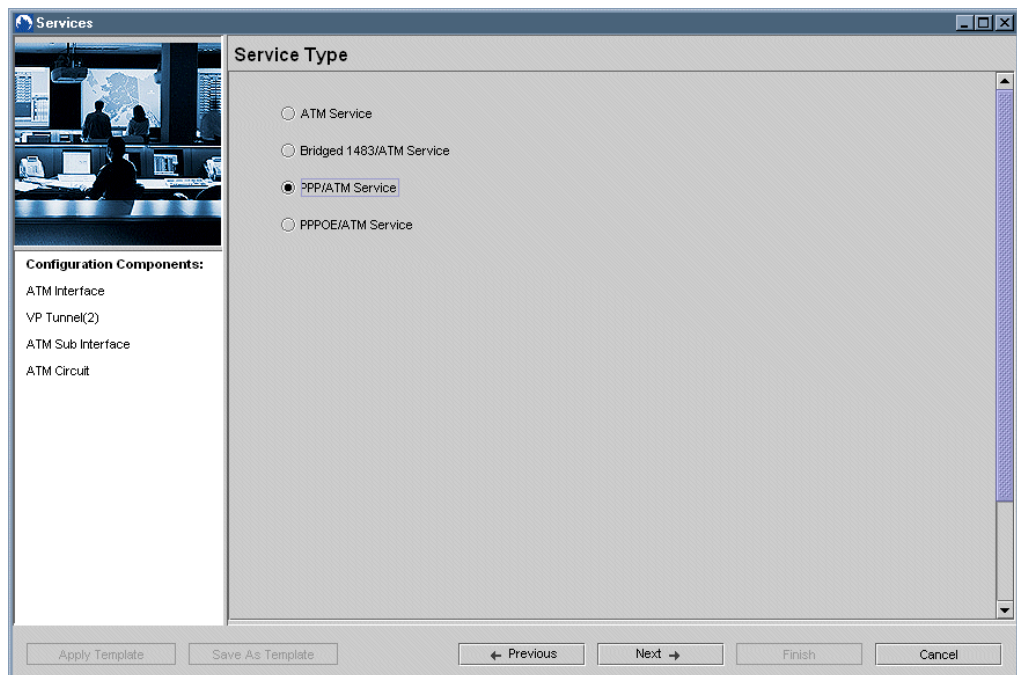 Services
Service Type
ATM Service
Bridged 1483/ATM Service
PPP/ATM Service
PPPOE/ATM Service
Configuration Components:
ATM Interface
VP Tunnel(2)
ATM Sub Interface
ATM Circuit
Apply Template
Save As Template
Previous
Next
Finish
Cancel